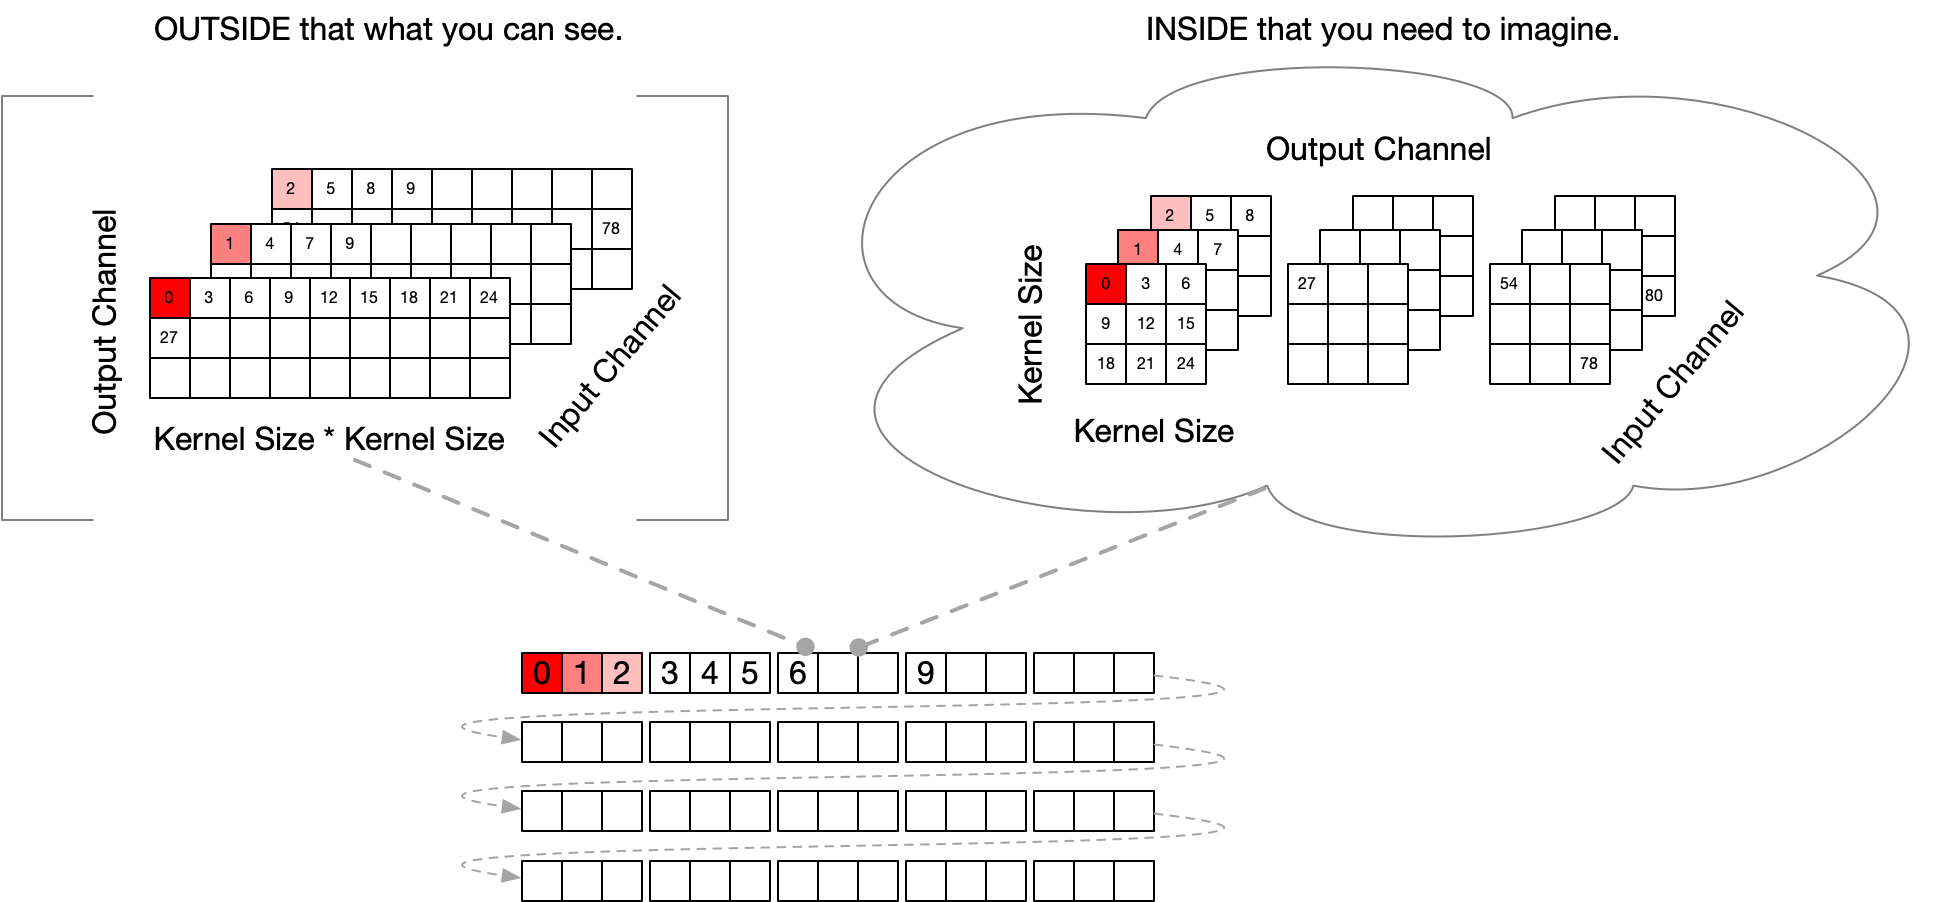 OUTSIDE that what you can see.
INSIDE that you need to imagine.
Output Channel
2 5 8 9
78
1 4 7 9
0 3 6 9 12 15 18 21 24
27
Output Channel
Input Channel
Kernel Size * Kernel Size
Output Channel
2 5 8
1 4 7
0 3 6
9 12 15
18 21 24
27
54
80
78
Kernel Size
Kernel Size
Input Channel
0 1 2 3 4 5 6 9